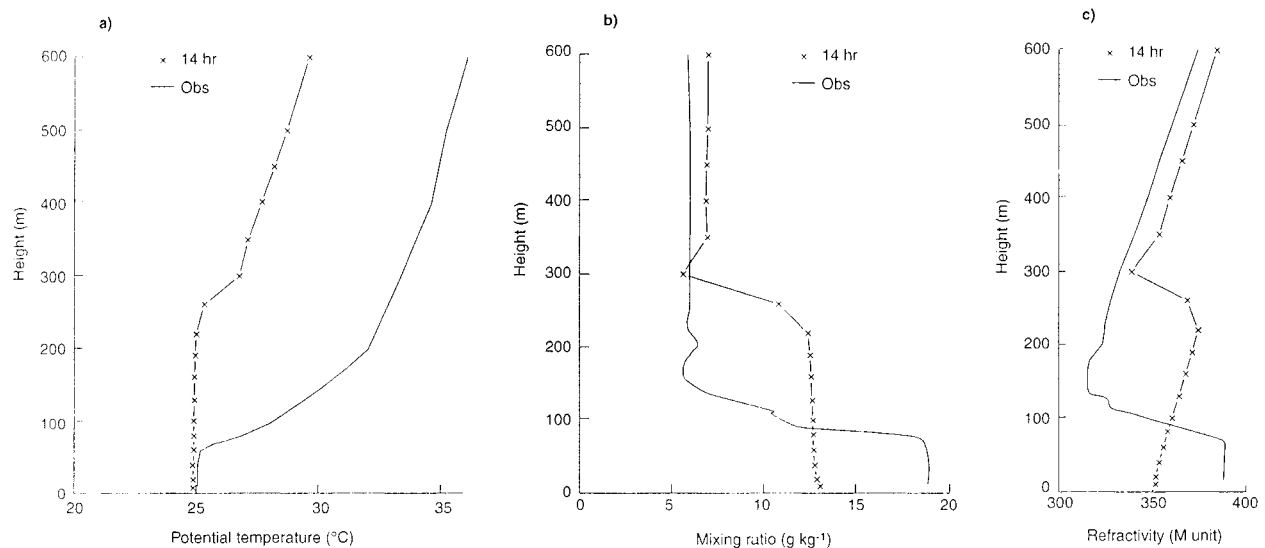 a)
600
500
400
300
200
100
0
Height (m)
14 hr
Obs
20
25
30
35
Potential temperature (°C)
b)
600
500
400
300
200
100
0
Height (m)
14 hr
Obs
0
5
10
15
20
Mixing ratio (g kg-1)
c)
600
500
400
300
200
100
0
Height (m)
14 hr
Obs
300
350
400
Refractivity (M unit)